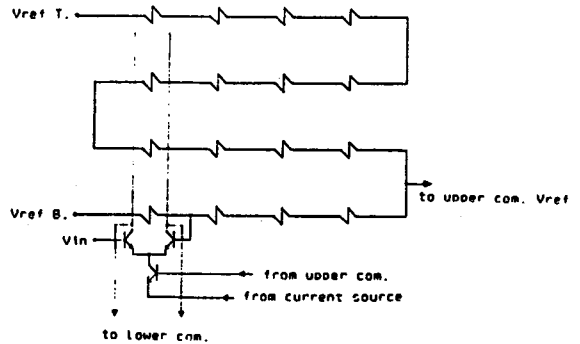 Vref T.
to upper com. Vref
Vref B.
Vin
from upper com.
from current source
to lower com.